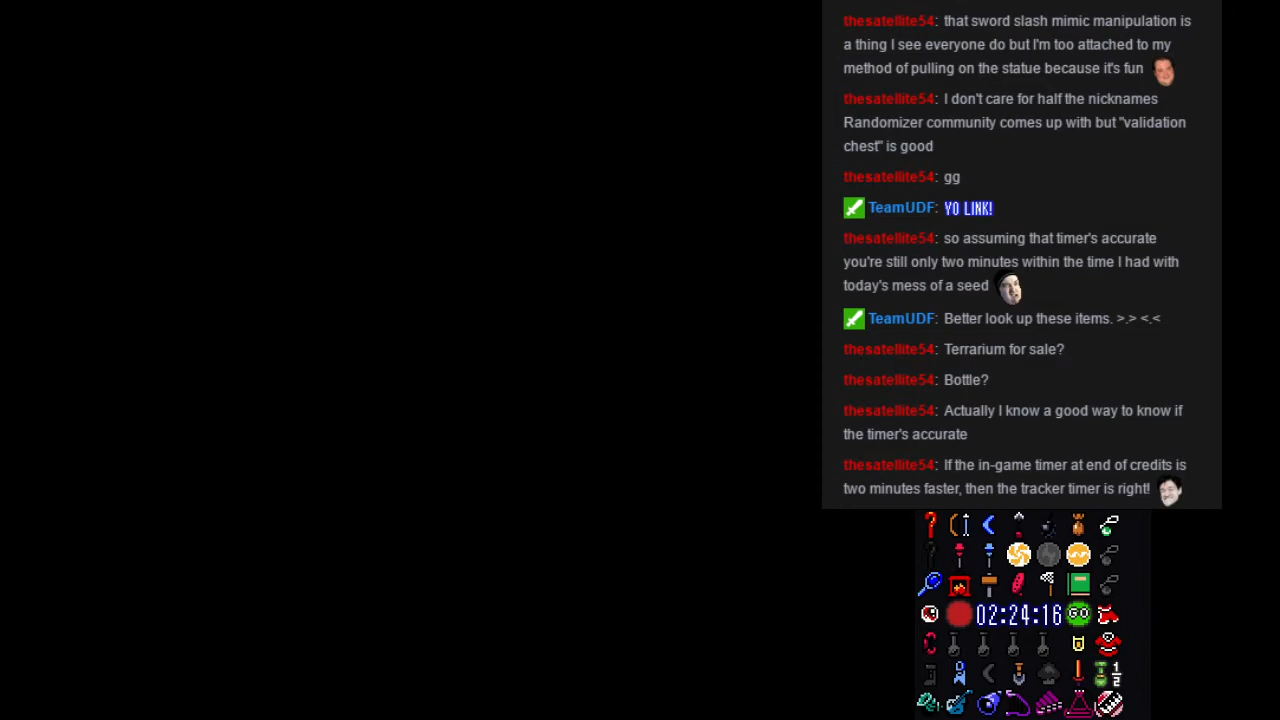 thesatellite54: that sword slash mimic manipulation is
a thing I see everyone do but I'm too attached to my
method of pulling on the statue because it's fun
thesatellite54: I don't care for half the nicknames
Randomizer community comes up with but "validation
chest" is good
thesatellite54: gg
TeamUDF: YO LINK!
thesatellite54: so assuming that timer's accurate
you're still only two minutes within the time I had with
today's mess of a seed
TeamUDF: Better look up these items. >.> <.<
thesatellite54: Terrarium for sale?
thesatellite54: Bottle?
thesatellite54: Actually I know a good way to know if
the timer's accurate
thesatellite54: If the in-game timer at end of credits is
two minutes faster, then the tracker timer is right!
02:24:16 GO
1/2